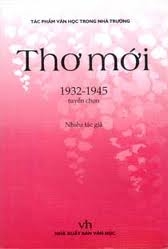 TÁC PHẨM VĂN HỌC TRONG NHÀ TRƯỜNG
Thơ mới
1932-1945
tuyển chọn
Nhiều tác giả
vh
NHÀ XUẤT BẢN VĂN HỌC